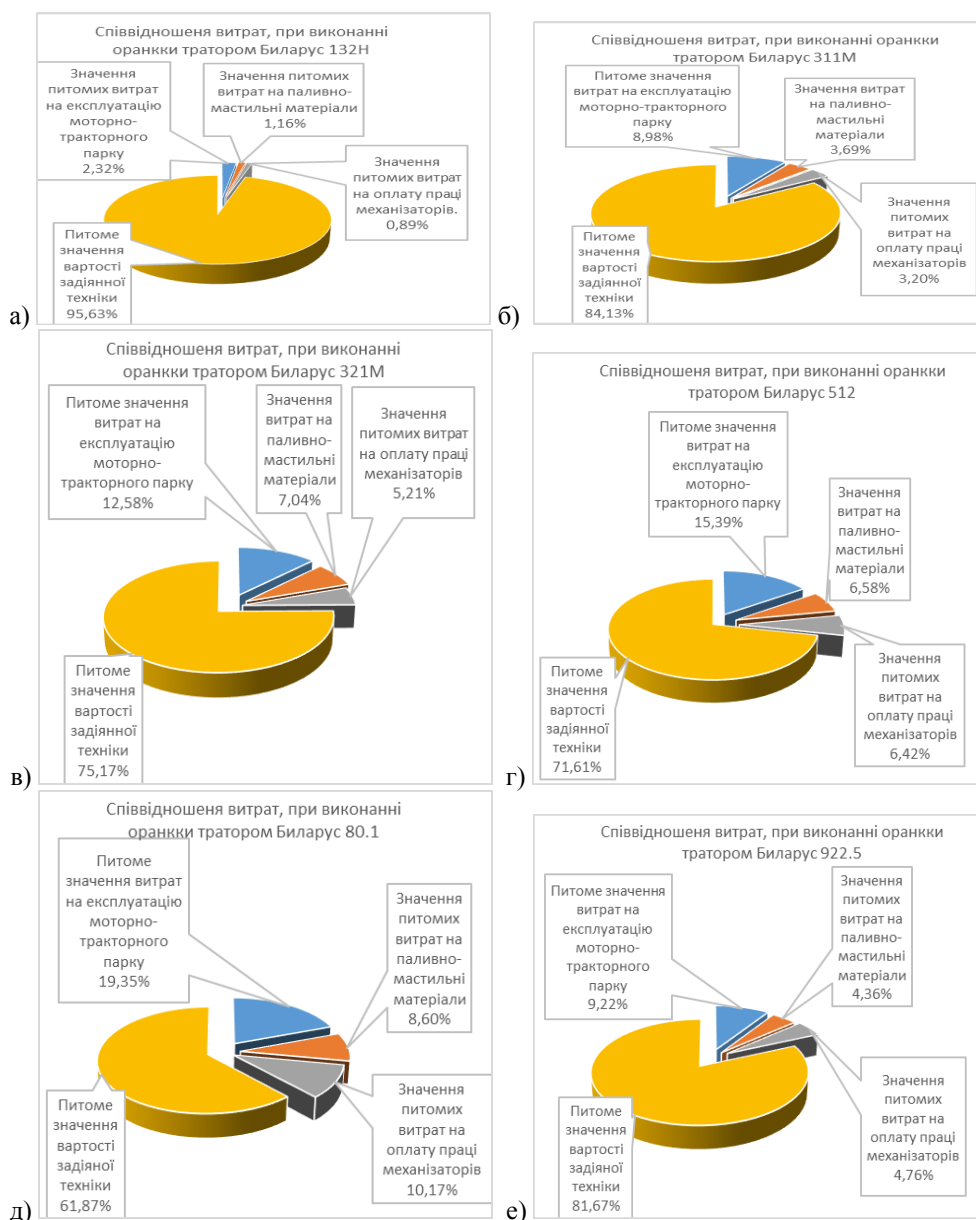 Співвідношеня витрат, при виконанні
оранкки тратором Биларус 132Н
Значення
питомих витрат
на експлуатацію
моторно-
тракторного
парку
2,32%
Значення питомих
витрат на паливно-
мастильні матеріали
1,16%
Значення
питомих витрат
на оплату праці
механізаторів.
0,89%
Питоме
значення
вартості
задіянної
техніки
95,63%
а)
Співвідношеня витрат, при виконанні оранкки
тратором Биларус 311М
Питоме значення
витрат на експлуатацію
моторно-тракторного
парку
8,98%
Значення витрат
на паливно-
мастильні
матеріали
3,69%
Значення
питомих
витрат на
оплату праці
механізаторів
3,20%
Питоме
значення
вартості
задіянної
техніки
84,13%
б)
Співвідношеня витрат, при виконанні
оранкки тратором Биларус 321М
Питоме значення
витрат на
експлуатацію
моторно-
тракторного парку
12,58%
Значення
витрат на
паливно-
мастильні
матеріали
7,04%
Значення
питомих витрат
на оплату праці
механізаторів
5,21%
Питоме
значення
вартості
задіянної
техніки
75,17%
в)
Співвідношеня витрат, при виконанні оранкки
тратором Биларус 512
Питоме значення
витрат на
експлуатацію
моторно-
тракторного парку
15,39%
Значення
витрат на
паливно-
мастильні
матеріали
6,58%
Значення
питомих
витрат на
оплату праці
механізаторів
6,42%
Питоме
значення
вартості
задіянної
техніки
71,61%
г)
Співвідношеня витрат, при виконанні
оранкки тратором Биларус 80.1
Питоме
значення витрат
на експлуатацію
моторно-
тракторного
парку
19,35%
Значення
питомих
витрат на
паливно-
мастильні
матеріали
8,60%
Значення
питомих
витрат на
оплату праці
механізаторів
10,17%
Питоме
значення
вартості
задіяної
техніки
61,87%
д)
Співвідношеня витрат, при виконанні оранкки
тратором Биларус 922.5
Питоме
значення витрат на
експлуатацію
моторно-
тракторного парку
9,22%
Значення
питомих
витрат на
паливно-
мастильні
матеріали
4,36%
Значення
питомих
витрат на
оплату праці
механізаторів
4,76%
Питоме
значення
вартості
задіянної
техніки
81,67%
е)